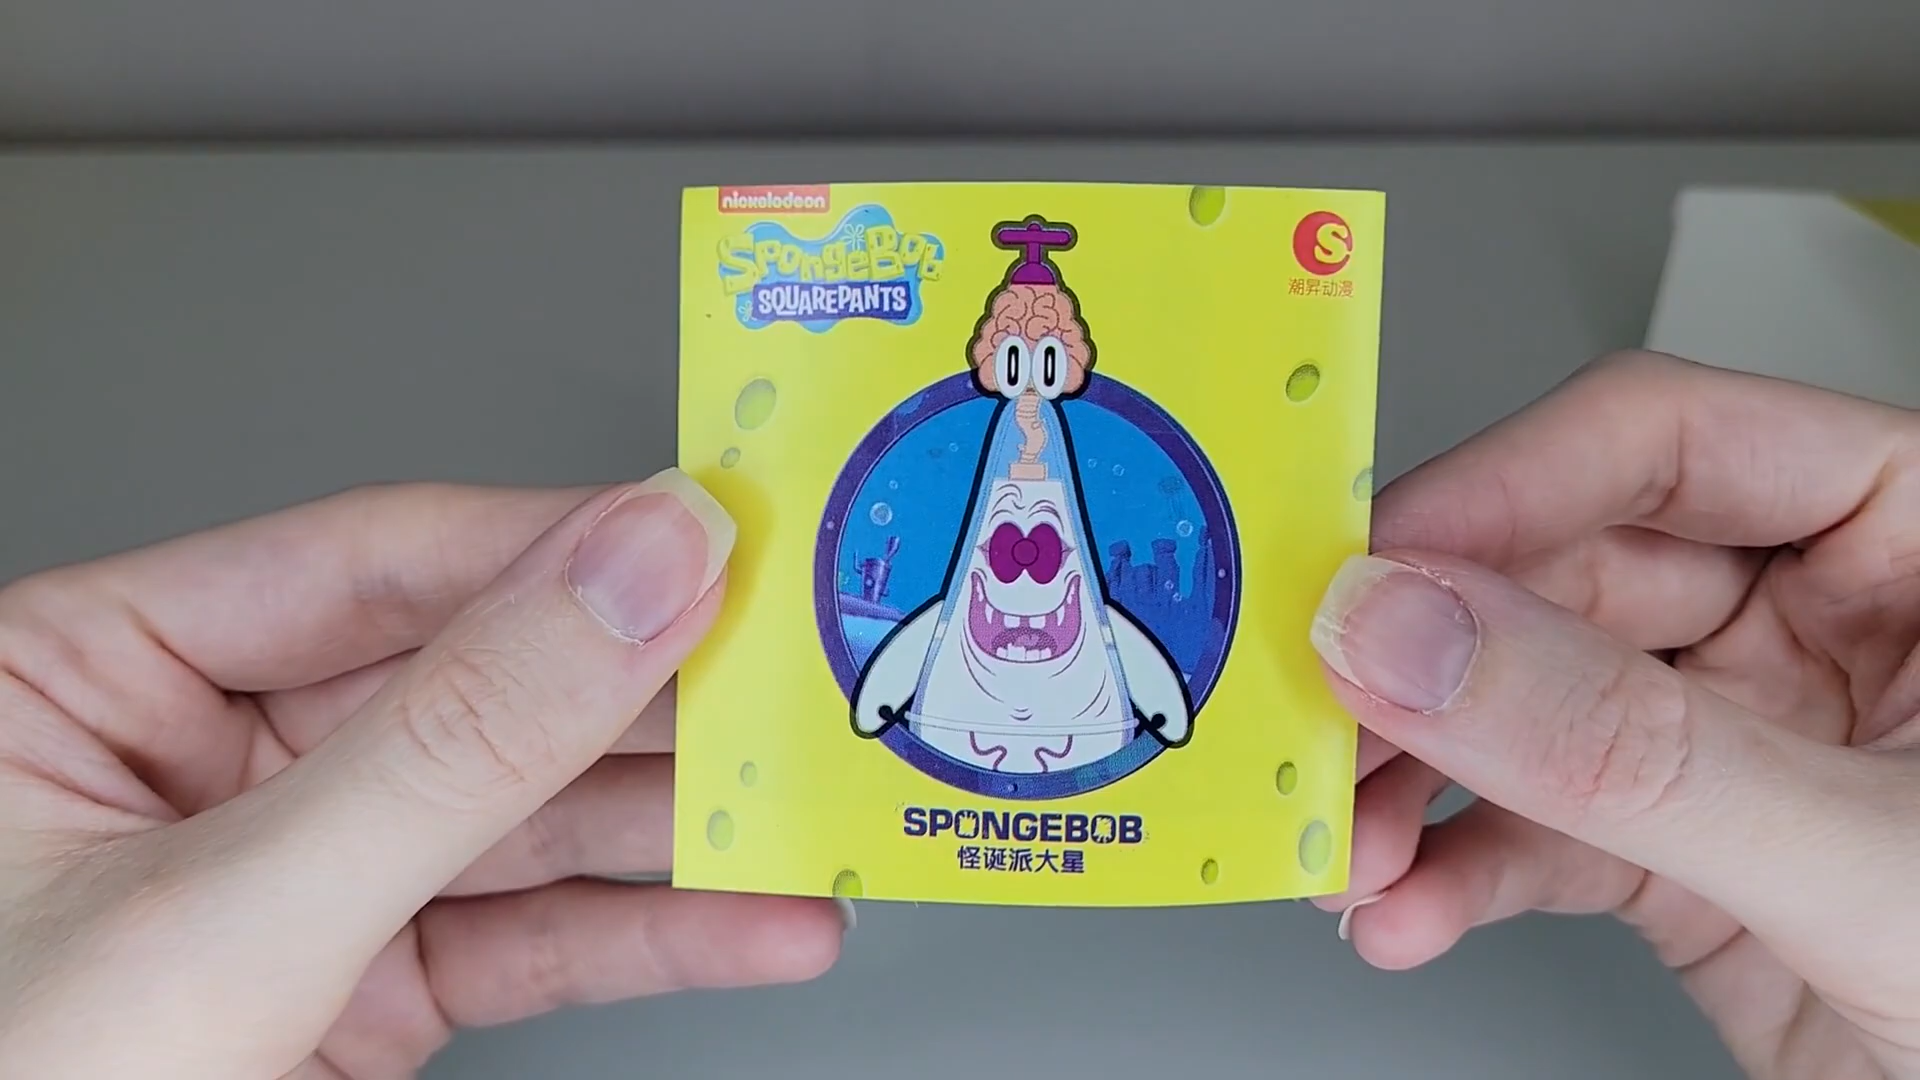 nickelodeon
SpongeBob
SQUAREPANTS
S
潮昇动漫
SPONGEBOB
怪诞派大星